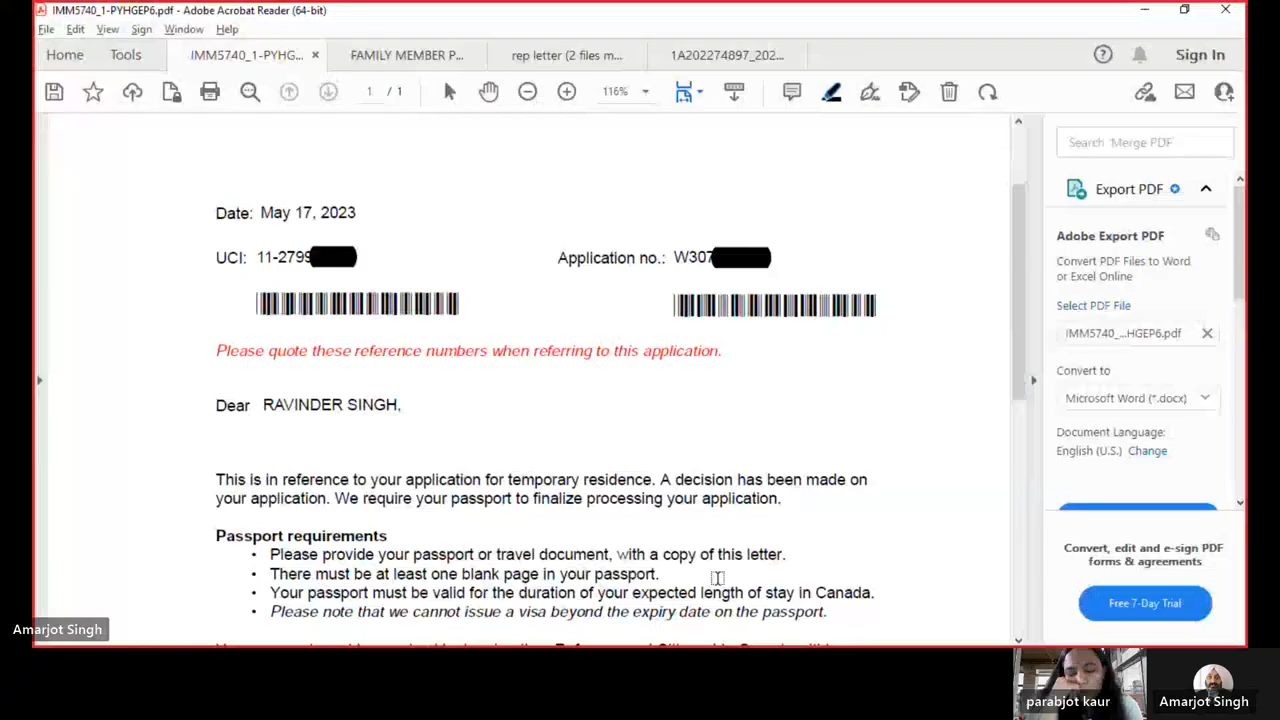 IMM5740_1-PYHGEP6.pdf - Adobe Acrobat Reader (64-bit)
File Edit View Sign Window Help
Home Tools IMM5740_1-PYHG... × FAMILY MEMBER P... rep letter (2 files m... 1A202274897_202... Sign In
1 / 1 116%
Search 'Merge PDF'
Export PDF
Adobe Export PDF
Convert PDF Files to Word
or Excel Online
Select PDF File
IMM5740_...HGEP6.pdf
Convert to
Microsoft Word (*.docx)
Document Language:
English (U.S.) Change
Convert, edit and e-sign PDF
forms & agreements
Free 7-Day Trial
Date: May 17, 2023
UCI: 11-2799 Application no.: W307
Please quote these reference numbers when referring to this application.
Dear RAVINDER SINGH,
This is in reference to your application for temporary residence. A decision has been made on
your application. We require your passport to finalize processing your application.
Passport requirements
• Please provide your passport or travel document, with a copy of this letter.
• There must be at least one blank page in your passport.
• Your passport must be valid for the duration of your expected length of stay in Canada.
• Please note that we cannot issue a visa beyond the expiry date on the passport.
Amarjot Singh
parabjot kaur
Amarjot Singh